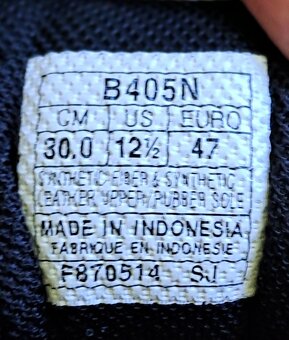 B405N
CM US EURO
30.0 12½ 47
SYNTHETIC FIBER & SYNTHETIC
LEATHER UPPER/RUBBER SOLE
MADE IN INDONESIA
FABRIQUE EN INDONESIE
F870514 SJ